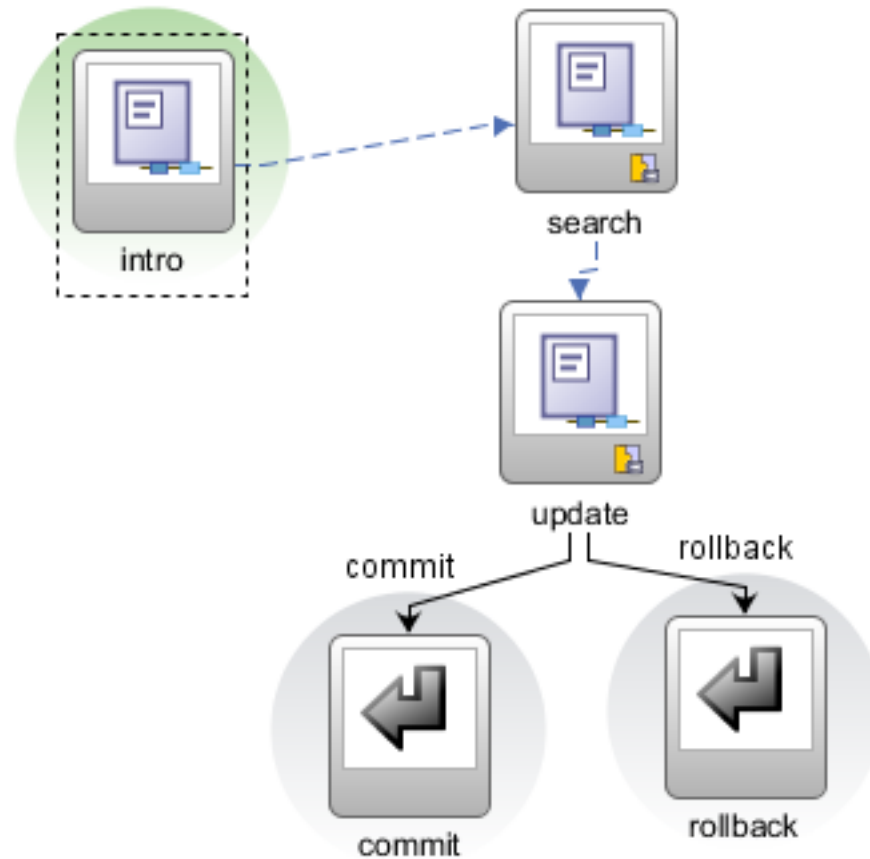 intro
search
update
commit
rollback
commit
rollback